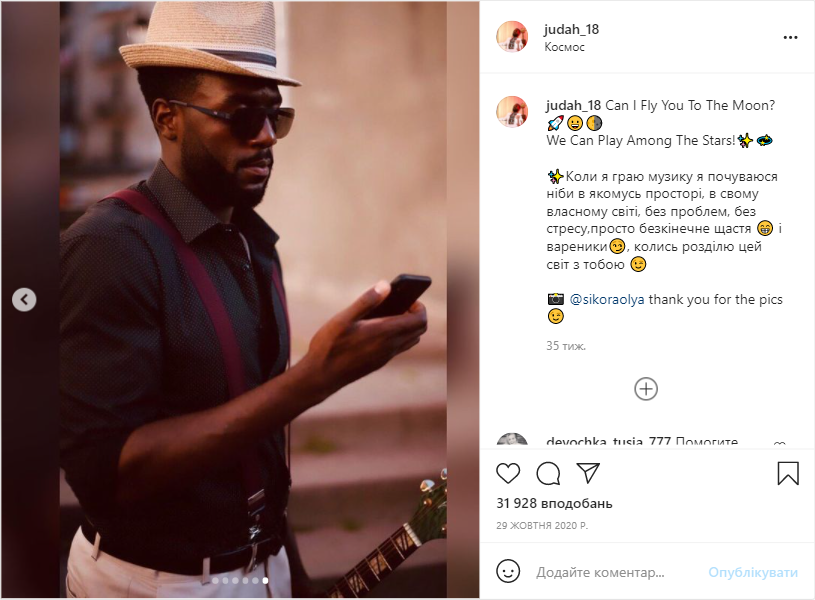 judah_18
Космос
judah_18 Can I Fly You To The Moon?
🚀😀🌗
We Can Play Among The Stars!✨💫
✨Коли я граю музику я почуваюся
ніби в якомусь просторі, в свому
власному світі, без проблем, без
стресу,просто безкінечне щастя 😁 і
вареники😏, колись розділю цей
світ з тобою 😉
📸 @sikoraolya thank you for the pics
😉
35 тиж.
devochka_tusia_777 Помогите
31 928 вподобань
29 ЖОВТНЯ 2020 Р.
Додайте коментар...
Опублікувати